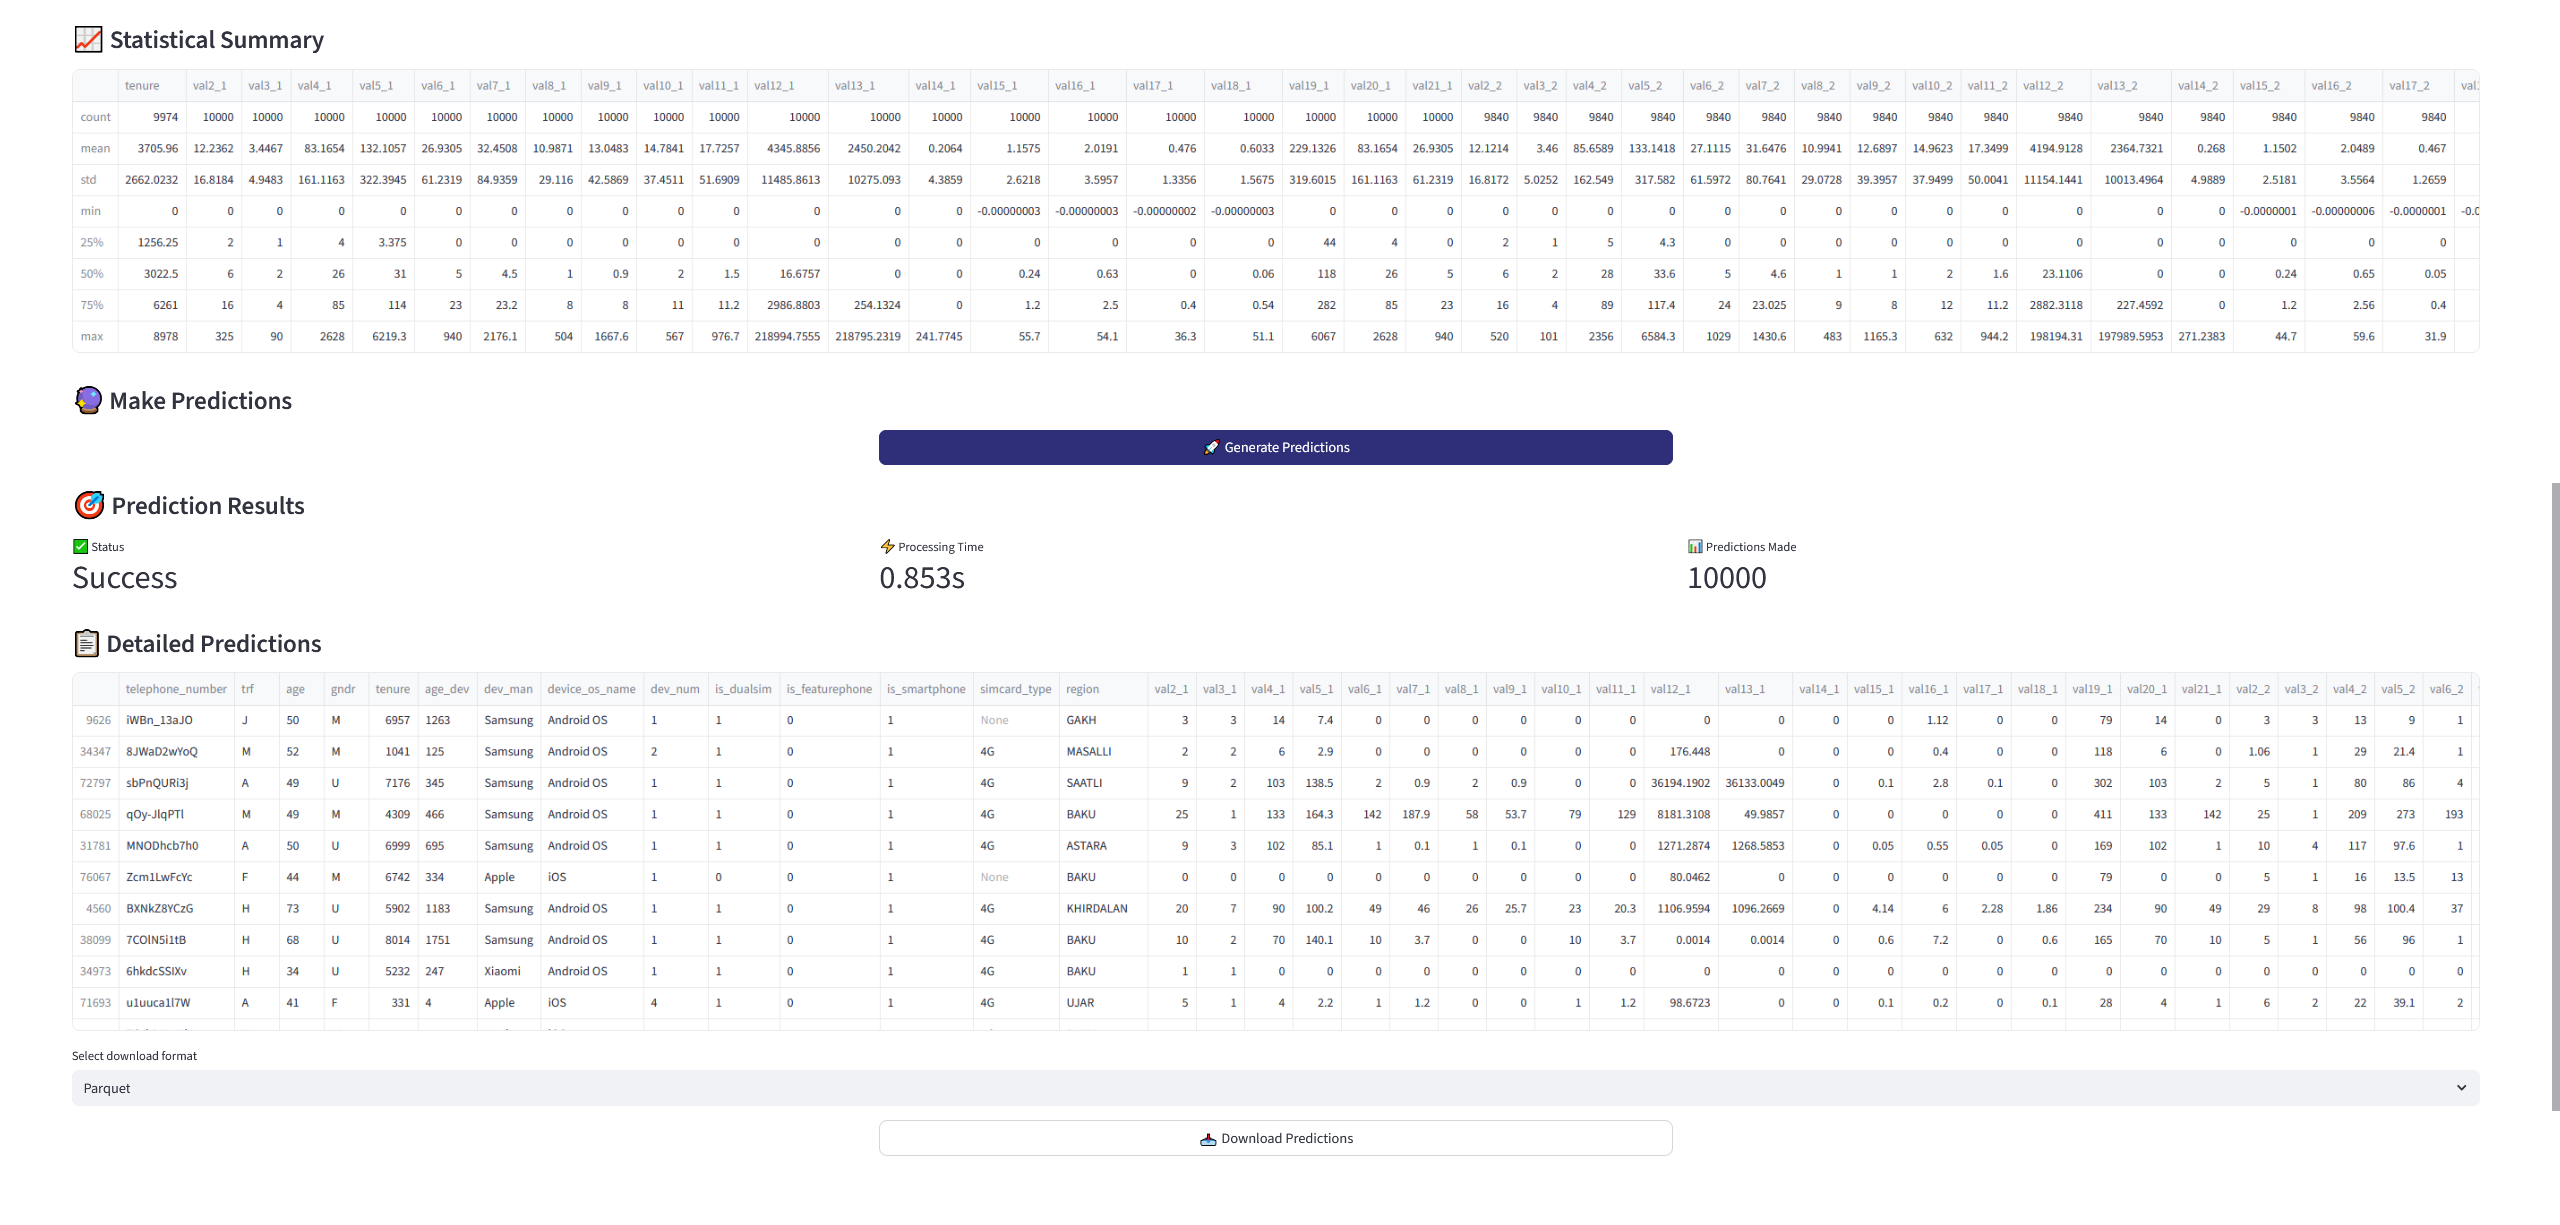 Statistical Summary
tenure val2_1 val3_1 val4_1 val5_1 val6_1 val7_1 val8_1 val9_1 val10_1 val11_1 val12_1 val13_1 val14_1 val15_1 val16_1 val17_1 val18_1 val19_1 val20_1 val21_1 val2_2 val3_2 val4_2 val5_2 val6_2 val7_2 val8_2 val9_2 val10_2 val11_2 val12_2 val13_2 val14_2 val15_2 val16_2 val17_2 val
count 9974 10000 10000 10000 10000 10000 10000 10000 10000 10000 10000 10000 10000 10000 10000 10000 10000 10000 10000 10000 10000 9840 9840 9840 9840 9840 9840 9840 9840 9840 9840 9840 9840 9840 9840 9840 9840
mean 3705.96 12.2362 3.4467 83.1654 132.1057 26.9305 32.4508 10.9871 13.0483 14.7841 17.7257 4345.8856 2450.2042 0.2064 1.1575 2.0191 0.476 0.6033 229.1326 83.1654 26.9305 12.1214 3.46 85.6589 133.1418 27.1115 31.6476 10.9941 12.6897 14.9623 17.3499 4194.9128 2364.7321 0.268 1.1502 2.0489 0.467
std 2662.0232 16.8184 4.9483 161.1163 322.3945 61.2319 84.9359 29.116 42.5869 37.4511 51.6909 11485.8613 10275.093 4.3859 2.6218 3.5957 1.3356 1.5675 319.6015 161.1163 61.2319 16.8172 5.0252 162.549 317.582 61.5972 80.7641 29.0728 39.3957 37.9499 50.0041 11154.1441 10013.4964 4.9889 2.5181 3.5564 1.2659
min 0 0 0 0 0 0 0 0 0 0 0 0 0 0 -0.00000003 -0.00000003 -0.00000002 -0.00000003 0 0 0 0 0 0 0 0 0 0 0 0 0 0 0 0 -0.0000001 -0.00000006 -0.0000001 -0.0
25% 1256.25 2 1 4 3.375 0 0 0 0 0 0 0 0 0 0 0 0 0 44 4 0 2 1 5 4.3 0 0 0 0 0 0 0 0 0 0 0 0
50% 3022.5 6 2 26 31 5 4.5 1 0.9 2 1.5 16.6757 0 0 0.24 0.63 0 0.06 118 26 5 6 2 28 33.6 5 4.6 1 1 2 1.6 23.1106 0 0 0.24 0.65 0.05
75% 6261 16 4 85 114 23 23.2 8 8 11 11.2 2986.8803 254.1324 0 1.2 2.5 0.4 0.54 282 85 23 16 4 89 117.4 24 23.025 9 8 12 11.2 2882.3118 227.4592 0 1.2 2.56 0.4
max 8978 325 90 2628 6219.3 940 2176.1 504 1667.6 567 976.7 218994.7555 218795.2319 241.7745 55.7 54.1 36.3 51.1 6067 2628 940 520 101 2356 6584.3 1029 1430.6 483 1165.3 632 944.2 198194.31 197989.5953 271.2383 44.7 59.6 31.9
Make Predictions
Generate Predictions
Prediction Results
Status Processing Time Predictions Made
Success 0.853s 10000
Detailed Predictions
telephone_number trf age gndr tenure age_dev dev_man device_os_name dev_num is_dualsim is_featurephone is_smartphone simcard_type region val2_1 val3_1 val4_1 val5_1 val6_1 val7_1 val8_1 val9_1 val10_1 val11_1 val12_1 val13_1 val14_1 val15_1 val16_1 val17_1 val18_1 val19_1 val20_1 val21_1 val2_2 val3_2 val4_2 val5_2 val6_2
9626 iWBn_13aJO J 50 M 6957 1263 Samsung Android OS 1 1 0 1 None GAKH 3 3 14 7.4 0 0 0 0 0 0 0 0 0 0 1.12 0 0 79 14 0 3 3 13 9 1
34347 8JWaD2wYoQ M 52 M 1041 125 Samsung Android OS 2 1 0 1 4G MASALLI 2 2 6 2.9 0 0 0 0 0 0 176.448 0 0 0 0.4 0 0 118 6 0 1.06 1 29 21.4 1
72797 sbPnQURi3j A 49 U 7176 345 Samsung Android OS 1 1 0 1 4G SAATLI 9 2 103 138.5 2 0.9 2 0.9 0 0 36194.1902 36133.0049 0 0.1 2.8 0.1 0 302 103 2 5 1 80 86 4
68025 qOy-JlqPTl M 49 M 4309 466 Samsung Android OS 1 1 0 1 4G BAKU 25 1 133 164.3 142 187.9 58 53.7 79 129 8181.3108 49.9857 0 0 0 0 0 411 133 142 25 1 209 273 193
31781 MNODhcb7h0 A 50 U 6999 695 Samsung Android OS 1 1 0 1 4G ASTARA 9 3 102 85.1 1 0.1 1 0.1 0 0 1271.2874 1268.5853 0 0.05 0.55 0.05 0 169 102 1 10 4 117 97.6 1
76067 Zcm1LwFcYc F 44 M 6742 334 Apple iOS 1 0 0 1 None BAKU 0 0 0 0 0 0 0 0 0 0 80.0462 0 0 0 0 0 0 79 0 0 5 1 16 13.5 13
4560 BXNkZ8YCzG H 73 U 5902 1183 Samsung Android OS 1 1 0 1 4G KHIRDALAN 20 7 90 100.2 49 46 26 25.7 23 20.3 1106.9594 1096.2669 0 4.14 6 2.28 1.86 234 90 49 29 8 98 100.4 37
38099 7COlN5i1tB H 68 U 8014 1751 Samsung Android OS 1 1 0 1 4G BAKU 10 2 70 140.1 10 3.7 0 0 10 3.7 0.0014 0.0014 0 0.6 7.2 0 0.6 165 70 10 5 1 56 96 1
34973 6hkdcSSIXv H 34 U 5232 247 Xiaomi Android OS 1 1 0 1 4G BAKU 1 1 0 0 0 0 0 0 0 0 0 0 0 0 0 0 0 0 0 0 0 0 0 0 0
71693 u1uuca1l7W A 41 F 331 4 Apple iOS 4 1 0 1 4G UJAR 5 1 4 2.2 1 1.2 0 0 1 1.2 98.6723 0 0 0.1 0.2 0 0.1 28 4 1 6 2 22 39.1 2
Select download format
Parquet
Download Predictions